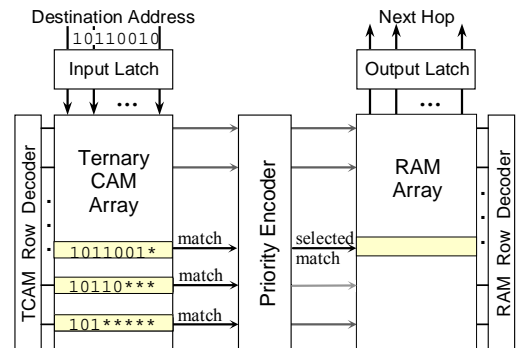 Destination Address
10110010
Input Latch
...
Next Hop
Output Latch
...
TCAM Row Decoder
Ternary
CAM
Array
1011001*
10110***
101*****
match
match
match
Priority Encoder
selected
match
RAM
Array
RAM Row Decoder